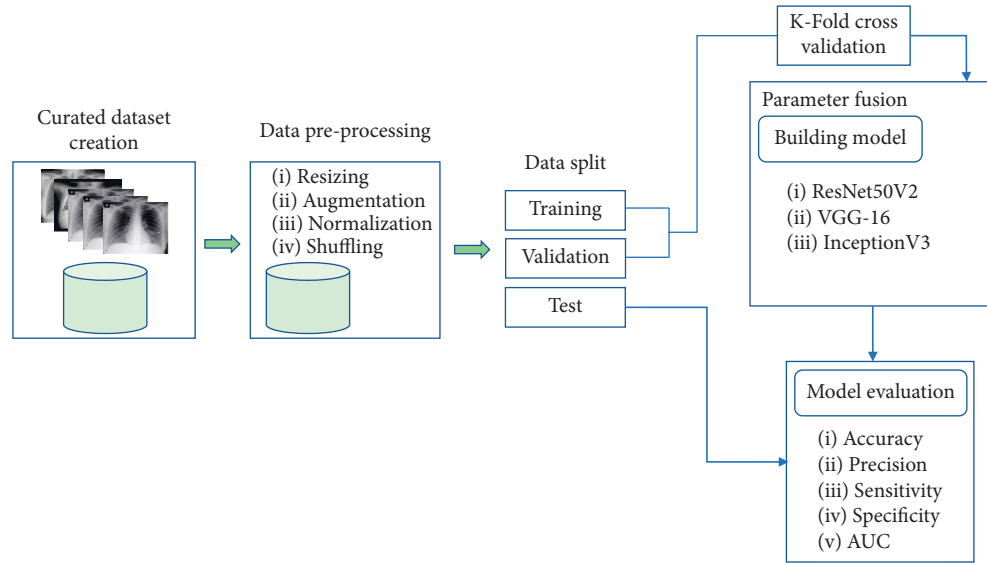 Curated dataset
creation
Data pre-processing
(i) Resizing
(ii) Augmentation
(iii) Normalization
(iv) Shuffling
Data split
Training
Validation
Test
K-Fold cross
validation
Parameter fusion
Building model
(i) ResNet50V2
(ii) VGG-16
(iii) InceptionV3
Model evaluation
(i) Accuracy
(ii) Precision
(iii) Sensitivity
(iv) Specificity
(v) AUC